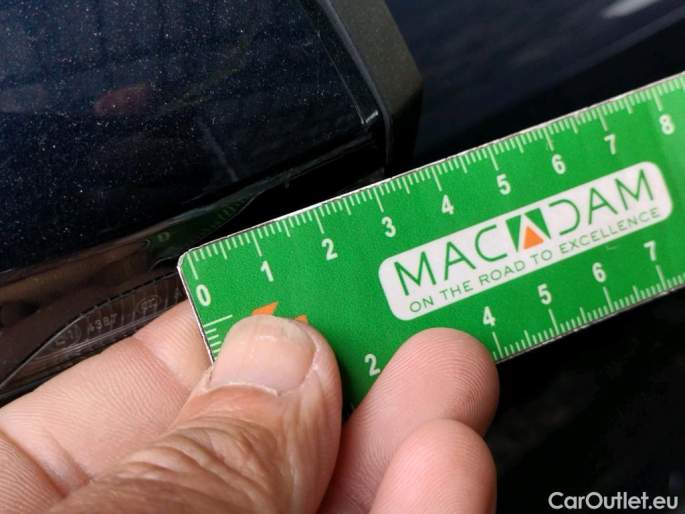 0 1 2 3 4 5 6 7 8
MACADAM
ON THE ROAD TO EXCELLENCE
2 4 5 6 7
4387
CarOutlet.eu